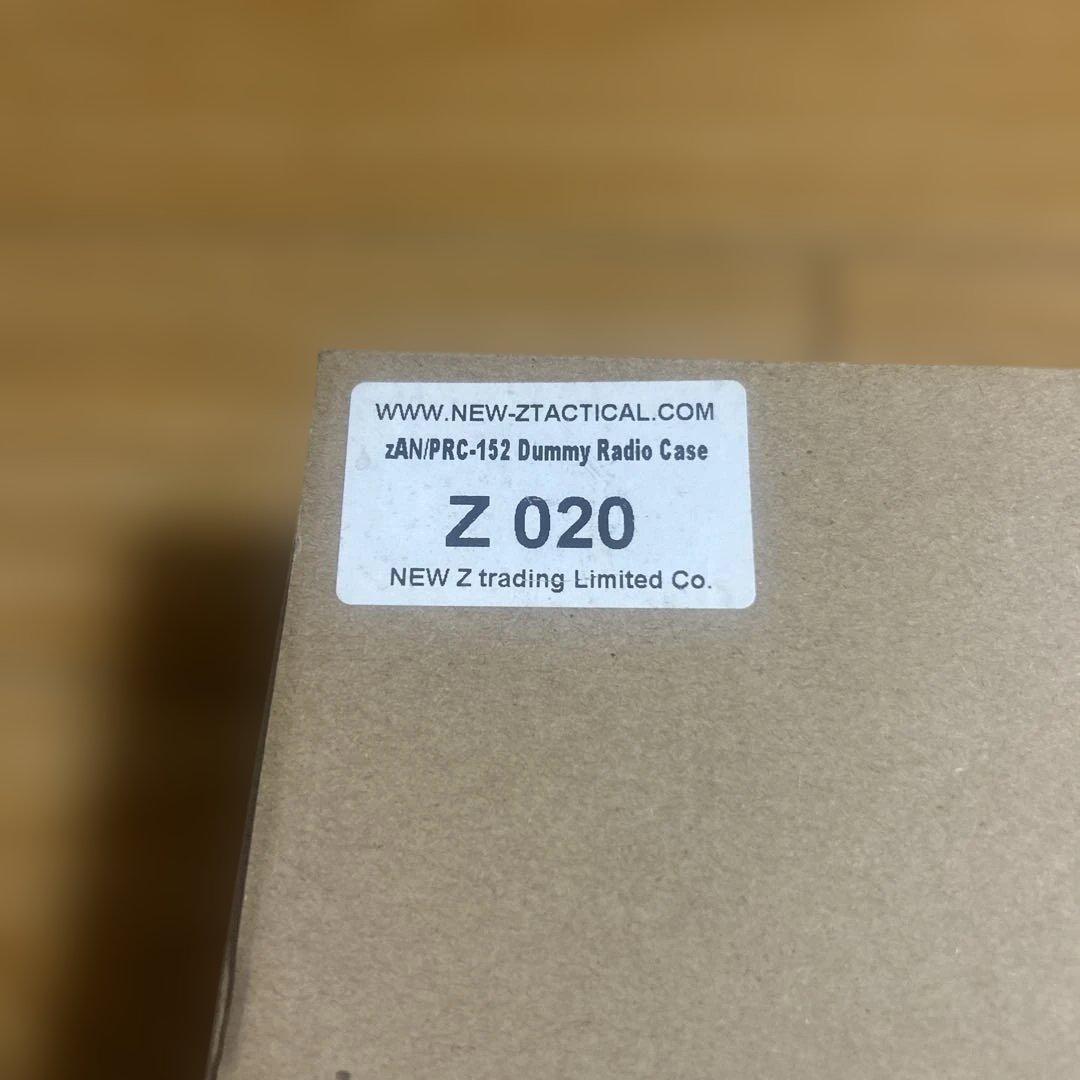 WWW.NEW-ZTACTICAL.COM
zAN/PRC-152 Dummy Radio Case
Z 020
NEW Z trading Limited Co.